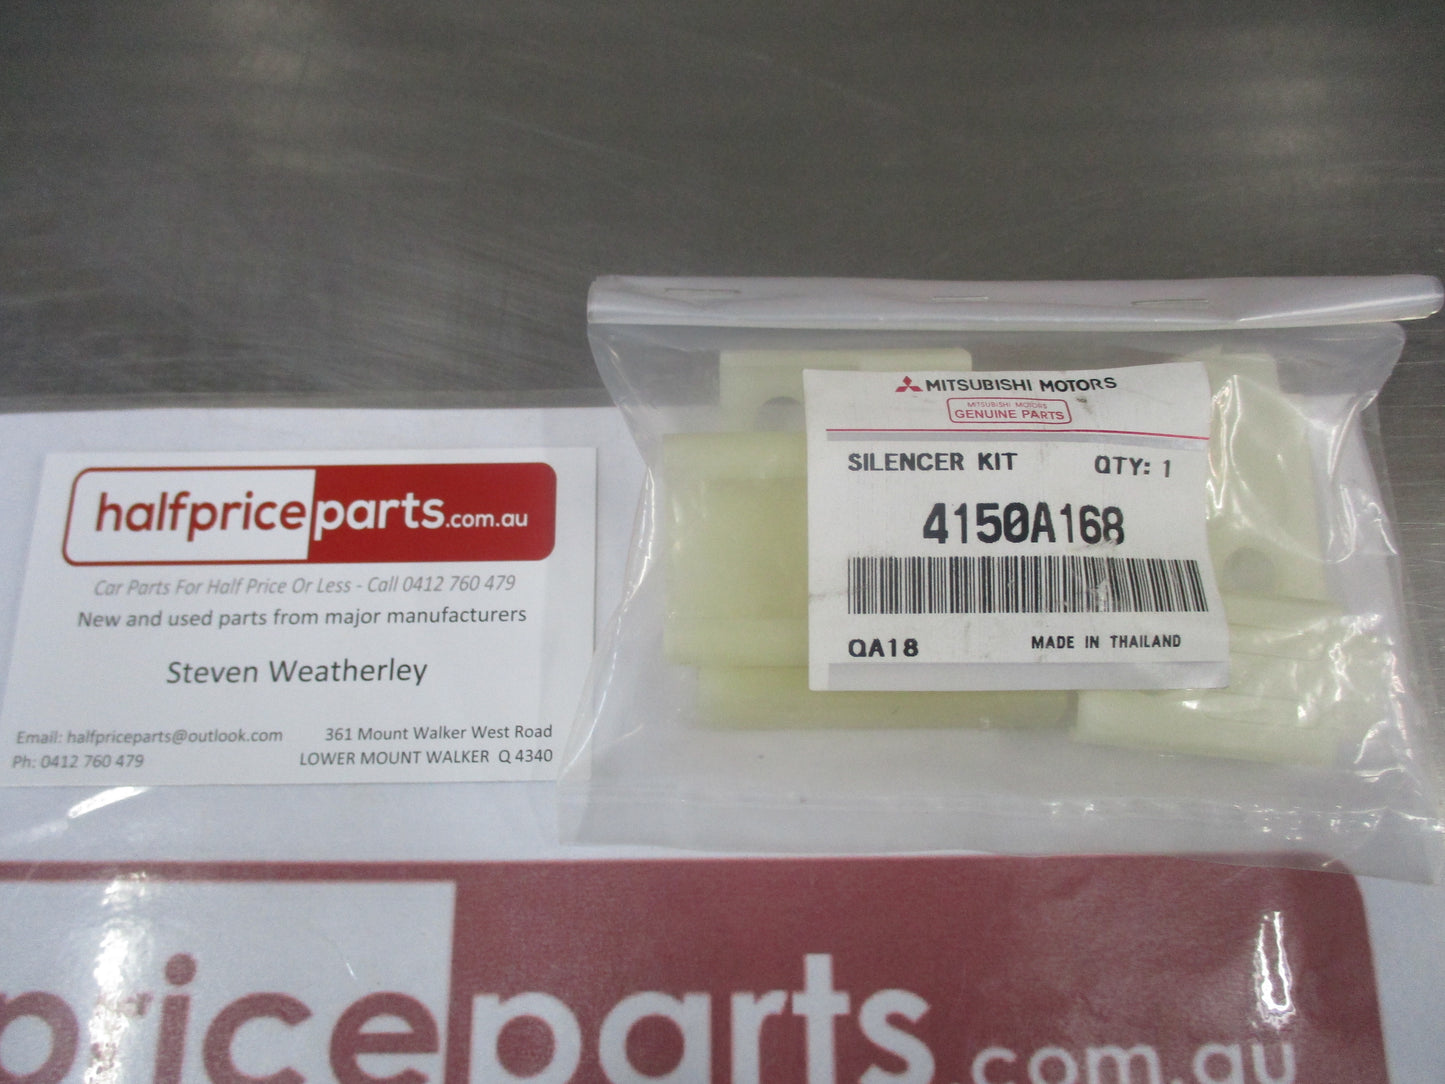 halfpriceparts.com.au
Car Parts For Half Price Or Less - Call 0412 760 479
New and used parts from major manufacturers
Steven Weatherley
Email: halfpriceparts@outlook.com
Ph: 0412 760 479
361 Mount Walker West Road
LOWER MOUNT WALKER Q 4340
MITSUBISHI MOTORS
MITSUBISHI MOTORS
GENUINE PARTS
SILENCER KIT QTY: 1
4150A168
QA18 MADE IN THAILAND
priceparts.com.au